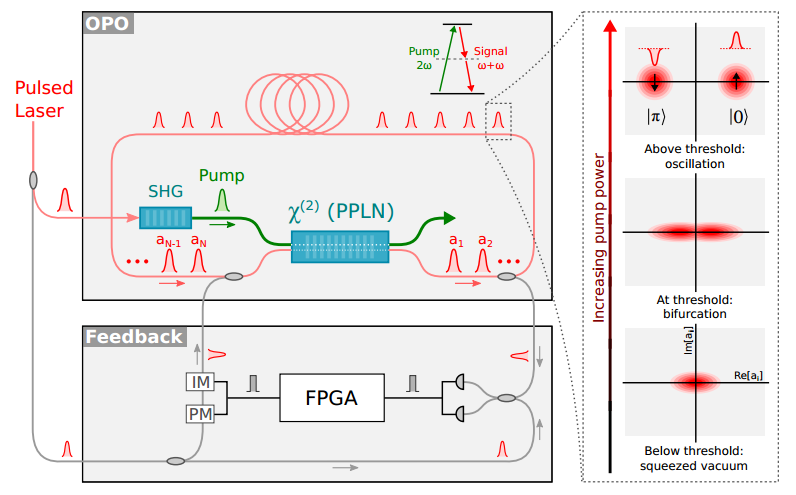 OPO
Pump
2ω
Signal
ω+ω
Pulsed
Laser
SHG
Pump
χ(2) (PPLN)
aN-1
aN
a1
a2
Feedback
IM
PM
FPGA
Increasing pump power
|π⟩
|0⟩
Above threshold:
oscillation
At threshold:
bifurcation
Im[ai]
Re[ai]
Below threshold:
squeezed vacuum